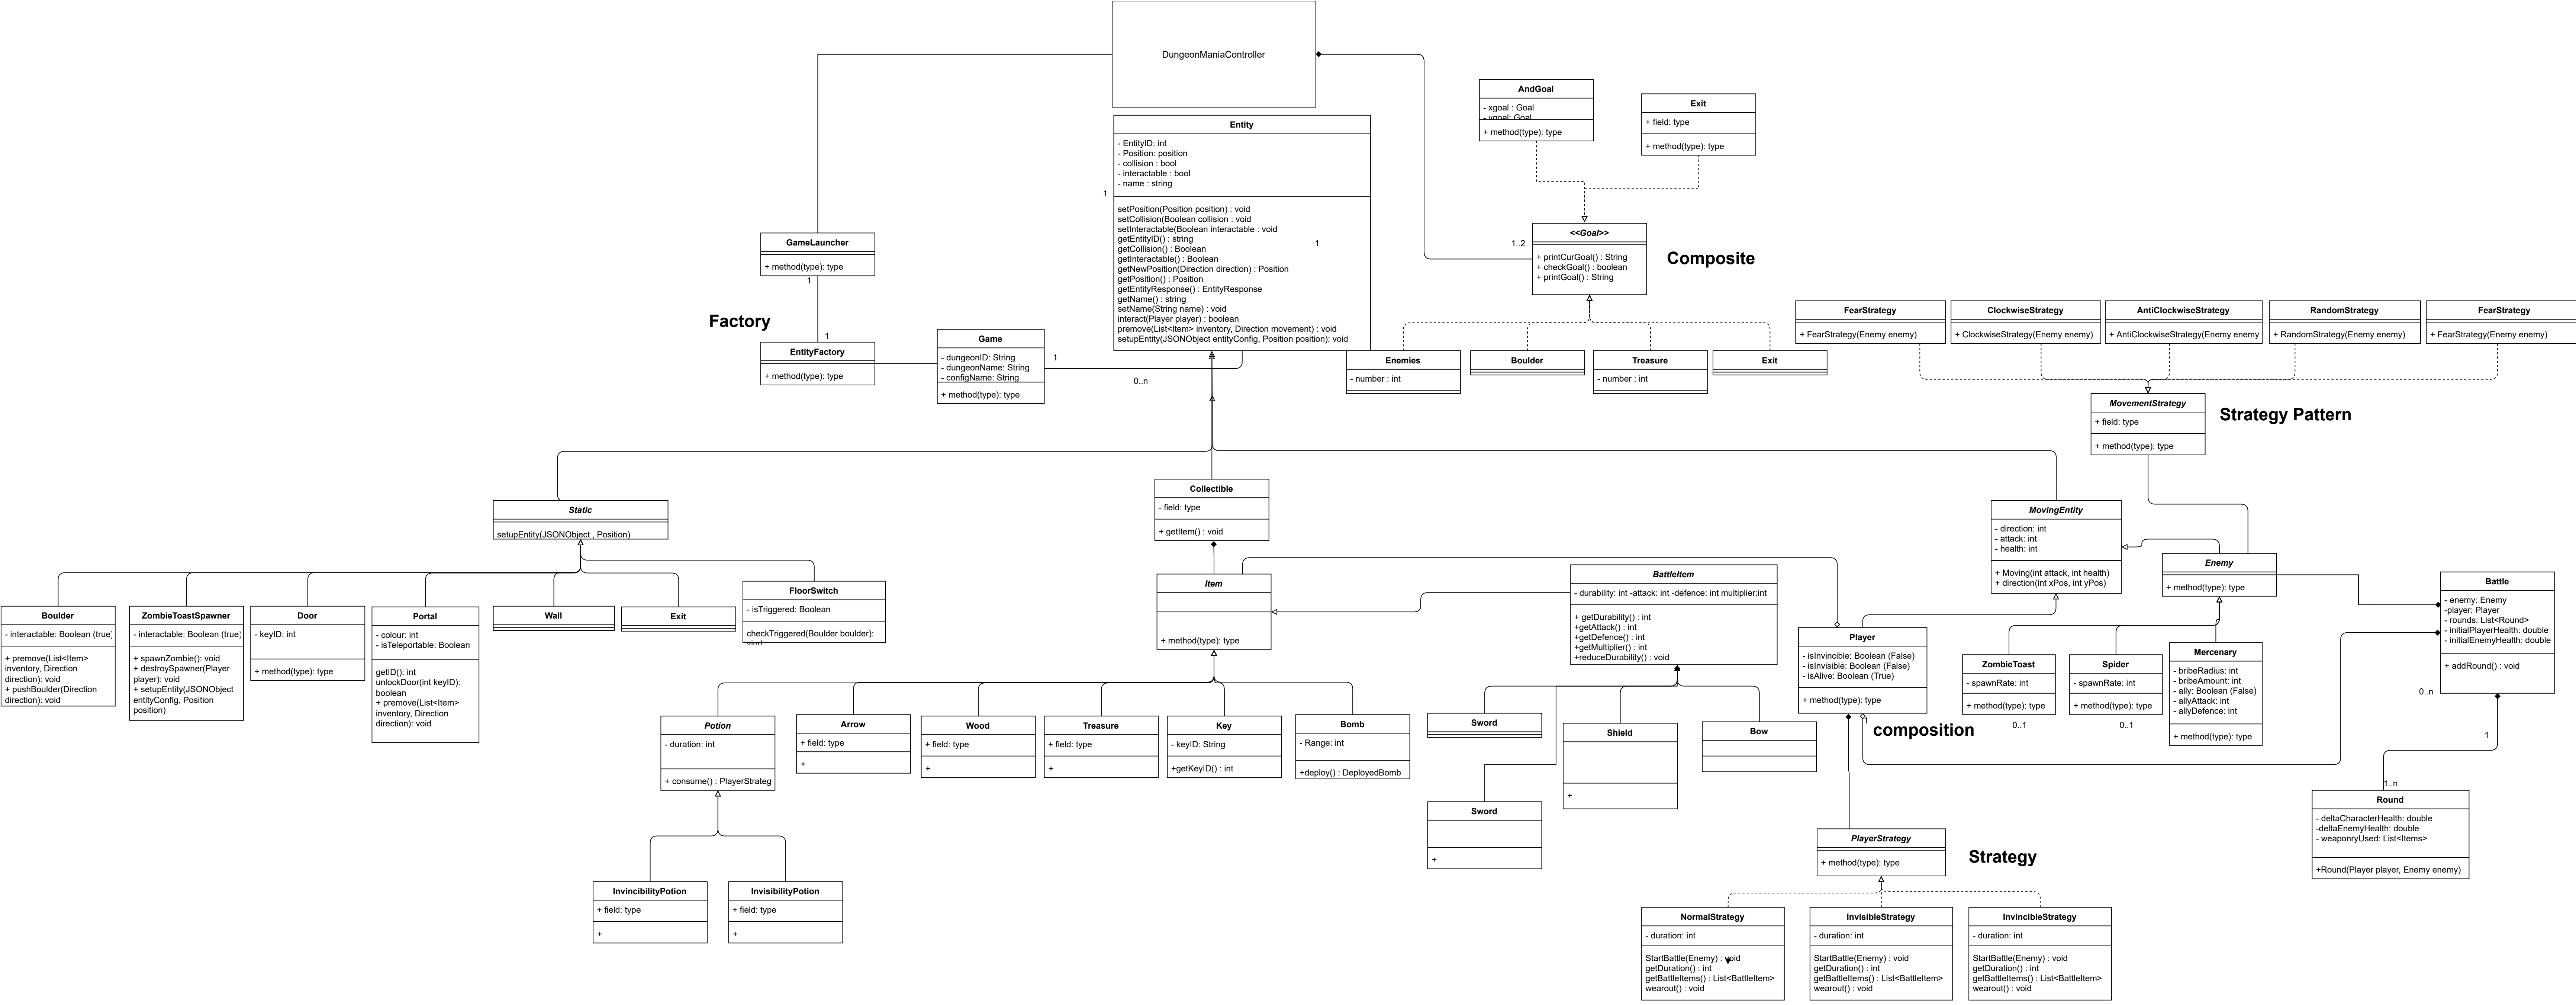 DungeonManiaController
AndGoal
- xgoal : Goal
- ygoal: Goal
+ method(type): type
Exit
+ field: type
+ method(type): type
Entity
- EntityID: int
- Position: position
- collision : bool
- interactable : bool
- name : string
setPosition(Position position) : void
setCollision(Boolean collision : void
setInteractable(Boolean interactable : void
getEntityID() : string
getCollision() : Boolean
getInteractable() : Boolean
getNewPosition(Direction direction) : Position
getPosition() : Position
getEntityResponse() : EntityResponse
getName() : string
setName(String name) : void
interact(Player player) : boolean
premove(List<Item> inventory, Direction movement) : void
setupEntity(JSONObject entityConfig, Position position): void
1
1
1..2
<<Goal>>
+ printCurGoal() : String
+ checkGoal() : boolean
+ printGoal() : String
Composite
GameLauncher
+ method(type): type
1
Factory
1
EntityFactory
+ method(type): type
Game
- dungeonID: String
- dungeonName: String
- configName: String
+ method(type): type
1
0..n
Enemies
- number : int
Boulder
Treasure
- number : int
Exit
FearStrategy
+ FearStrategy(Enemy enemy)
ClockwiseStrategy
+ ClockwiseStrategy(Enemy enemy)
AntiClockwiseStrategy
+ AntiClockwiseStrategy(Enemy enemy
RandomStrategy
+ RandomStrategy(Enemy enemy)
FearStrategy
+ FearStrategy(Enemy enemy)
MovementStrategy
+ field: type
+ method(type): type
Strategy Pattern
Static
setupEntity(JSONObject , Position)
Collectible
- field: type
+ getItem() : void
MovingEntity
- direction: int
- attack: int
- health: int
+ Moving(int attack, int health)
+ direction(int xPos, int yPos)
Enemy
+ method(type): type
Battle
- enemy: Enemy
-player: Player
- rounds: List<Round>
- initialPlayerHealth: double
- initialEnemyHealth: double
+ addRound() : void
0..n
1
Boulder
- interactable: Boolean (true)
+ premove(List<Item>
inventory, Direction
direction): void
+ pushBoulder(Direction
direction): void
ZombieToastSpawner
- interactable: Boolean (true)
+ spawnZombie(): void
+ destroySpawner(Player
player): void
+ setupEntity(JSONObject
entityConfig, Position
position)
Door
- keyID: int
+ method(type): type
Portal
- colour: int
- isTeleportable: Boolean
getID(): int
unlockDoor(int keyID):
boolean
+ premove(List<Item>
inventory, Direction
direction): void
Wall
Exit
FloorSwitch
- isTriggered: Boolean
checkTriggered(Boulder boulder):
void
Item
+ method(type): type
BattleItem
- durability: int -attack: int -defence: int multiplier:int
+ getDurability() : int
+getAttack() : int
+getDefence() : int
+getMultiplier() : int
+reduceDurability() : void
Player
- isInvincible: Boolean (False)
- isInvisible: Boolean (False)
- isAlive: Boolean (True)
+ method(type): type
1
composition
ZombieToast
- spawnRate: int
+ method(type): type
0..1
Spider
- spawnRate: int
+ method(type): type
0..1
Mercenary
- bribeRadius: int
- bribeAmount: int
- ally: Boolean (False)
- allyAttack: int
- allyDefence: int
+ method(type): type
Potion
- duration: int
+ consume() : PlayerStrateg
Arrow
+ field: type
+
Wood
+ field: type
+
Treasure
+ field: type
+
Key
- keyID: String
+getKeyID() : int
Bomb
- Range: int
+deploy() : DeployedBomb
Sword
Shield
+
Bow
Sword
+
1..n
Round
- deltaCharacterHealth: double
-deltaEnemyHealth: double
- weaponryUsed: List<Items>
+Round(Player player, Enemy enemy)
PlayerStrategy
+ method(type): type
Strategy
InvincibilityPotion
+ field: type
+
InvisibilityPotion
+ field: type
+
NormalStrategy
- duration: int
StartBattle(Enemy) : void
getDuration() : int
getBattleItems() : List<BattleItem>
wearout() : void
InvisibleStrategy
- duration: int
StartBattle(Enemy) : void
getDuration() : int
getBattleItems() : List<BattleItem>
wearout() : void
InvincibleStrategy
- duration: int
StartBattle(Enemy) : void
getDuration() : int
getBattleItems() : List<BattleItem>
wearout() : void